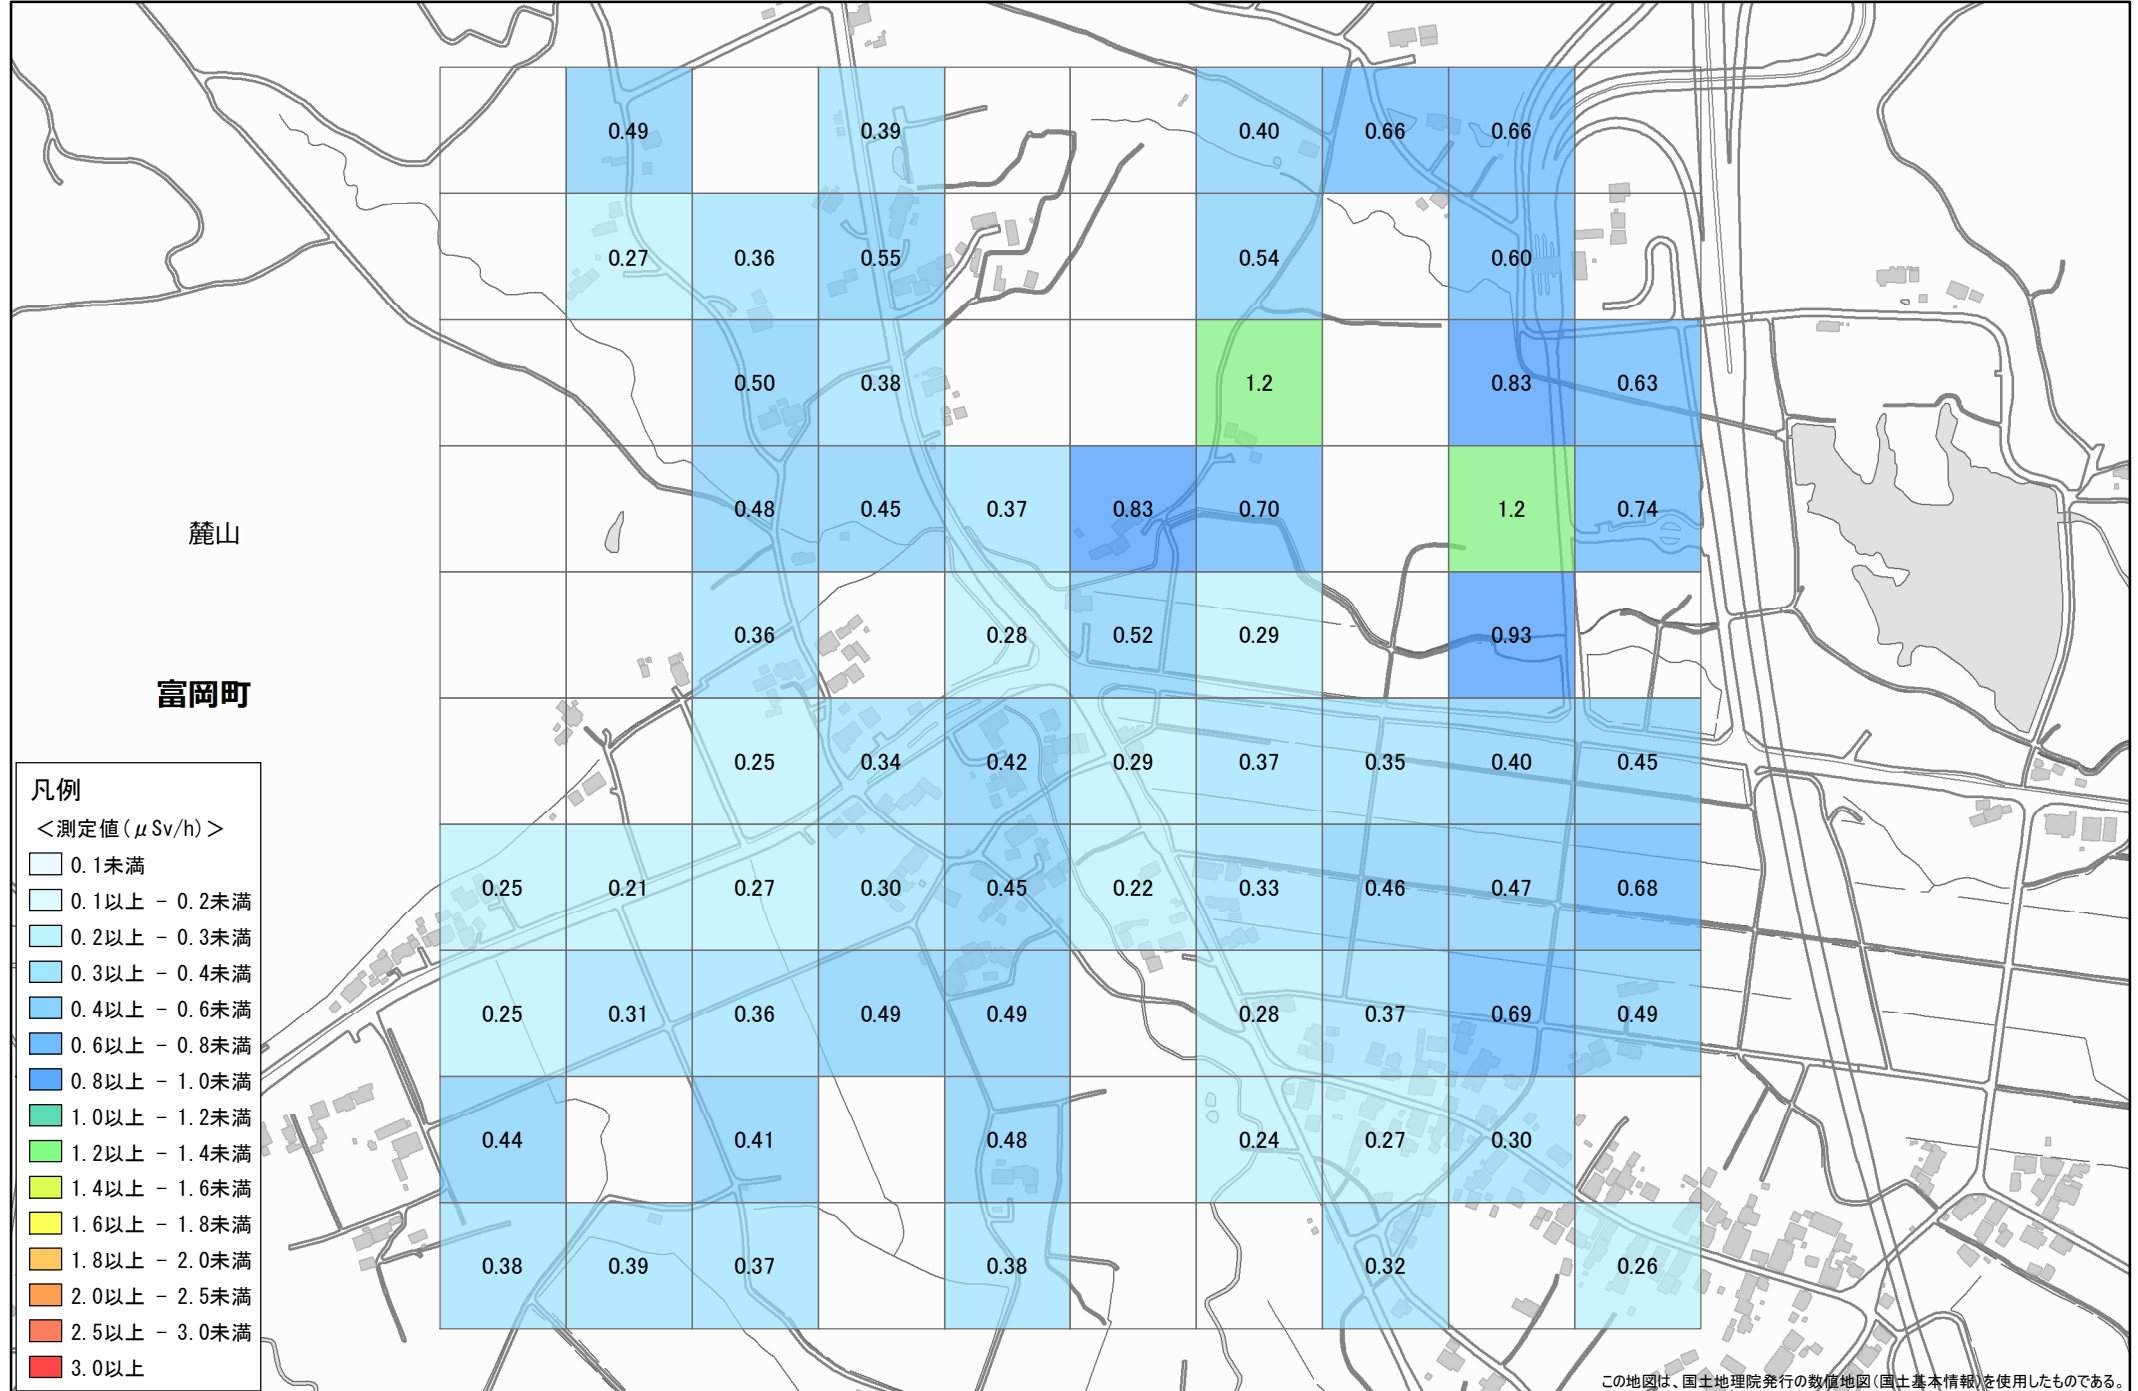 0.49 0.39 0.40 0.66 0.66
0.27 0.36 0.55 0.54 0.60
0.50 0.38 1.2 0.83 0.63
0.48 0.45 0.37 0.83 0.70 1.2 0.74
麓山
0.36 0.28 0.52 0.29 0.93
富岡町
0.25 0.34 0.42 0.29 0.37 0.35 0.40 0.45
0.25 0.21 0.27 0.30 0.45 0.22 0.33 0.46 0.47 0.68
0.25 0.31 0.36 0.49 0.49 0.28 0.37 0.69 0.49
0.44 0.41 0.48 0.24 0.27 0.30
0.38 0.39 0.37 0.38 0.32 0.26
凡例
＜測定値(μSv/h)＞
0.1未満
0.1以上 － 0.2未満
0.2以上 － 0.3未満
0.3以上 － 0.4未満
0.4以上 － 0.6未満
0.6以上 － 0.8未満
0.8以上 － 1.0未満
1.0以上 － 1.2未満
1.2以上 － 1.4未満
1.4以上 － 1.6未満
1.6以上 － 1.8未満
1.8以上 － 2.0未満
2.0以上 － 2.5未満
2.5以上 － 3.0未満
3.0以上
この地図は、国土地理院発行の数値地図(国土基本情報)を使用したものである。